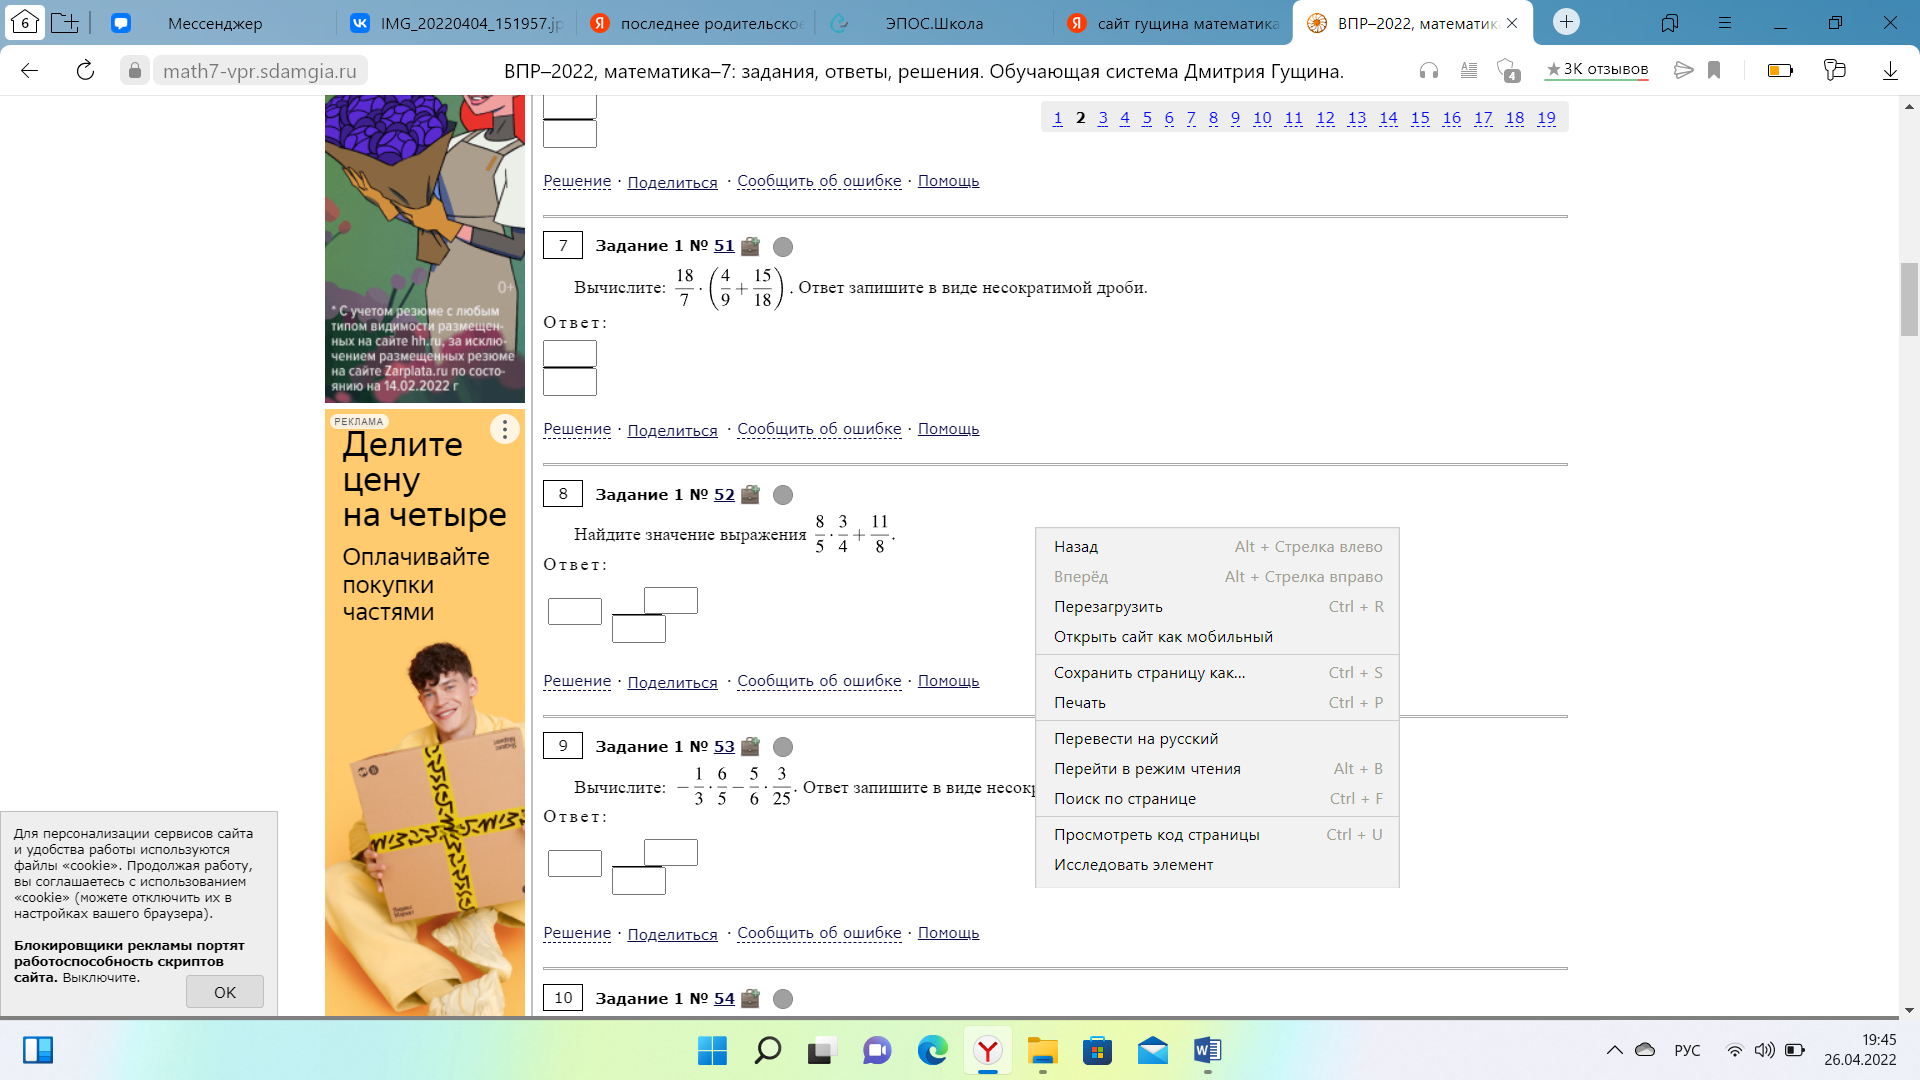 6
Мессенджер
IMG_20220404_151957.jp
последнее родительское
ЭПОС.Школа
сайт гущина математика
ВПР–2022, математик
math7-vpr.sdamgia.ru
ВПР–2022, математика–7: задания, ответы, решения. Обучающая система Дмитрия Гущина.
4
★3К отзывов
1 2 3 4 5 6 7 8 9 10 11 12 13 14 15 16 17 18 19
Решение · Поделиться · Сообщить об ошибке · Помощь
7 Задание 1 № 51
Вычислите: 18/7 · (4/9 + 15/18). Ответ запишите в виде несократимой дроби.
Ответ:
Решение · Поделиться · Сообщить об ошибке · Помощь
8 Задание 1 № 52
Найдите значение выражения 8/5 · 3/4 + 11/8.
Ответ:
Решение · Поделиться · Сообщить об ошибке · Помощь
9 Задание 1 № 53
Вычислите: −1/3 · 6/5 − 5/6 · 3/25. Ответ запишите в виде несок
Ответ:
Решение · Поделиться · Сообщить об ошибке · Помощь
10 Задание 1 № 54
Назад Alt + Стрелка влево
Вперёд Alt + Стрелка вправо
Перезагрузить Ctrl + R
Открыть сайт как мобильный
Сохранить страницу как... Ctrl + S
Печать Ctrl + P
Перевести на русский
Перейти в режим чтения Alt + B
Поиск по странице Ctrl + F
Просмотреть код страницы Ctrl + U
Исследовать элемент
0+
* С учетом резюме с любым
типом видимости размещен-
ных на сайте hh.ru, за исклю-
чением размещенных резюме
на сайте Zarplata.ru по состо-
янию на 14.02.2022 г
РЕКЛАМА
Делите
цену
на четыре
Оплачивайте
покупки
частями
Для персонализации сервисов сайта
и удобства работы используются
файлы «cookie». Продолжая работу,
вы соглашаетесь с использованием
«cookie» (можете отключить их в
настройках вашего браузера).
Блокировщики рекламы портят
работоспособность скриптов
сайта. Выключите.
OK
РУС
19:45
26.04.2022